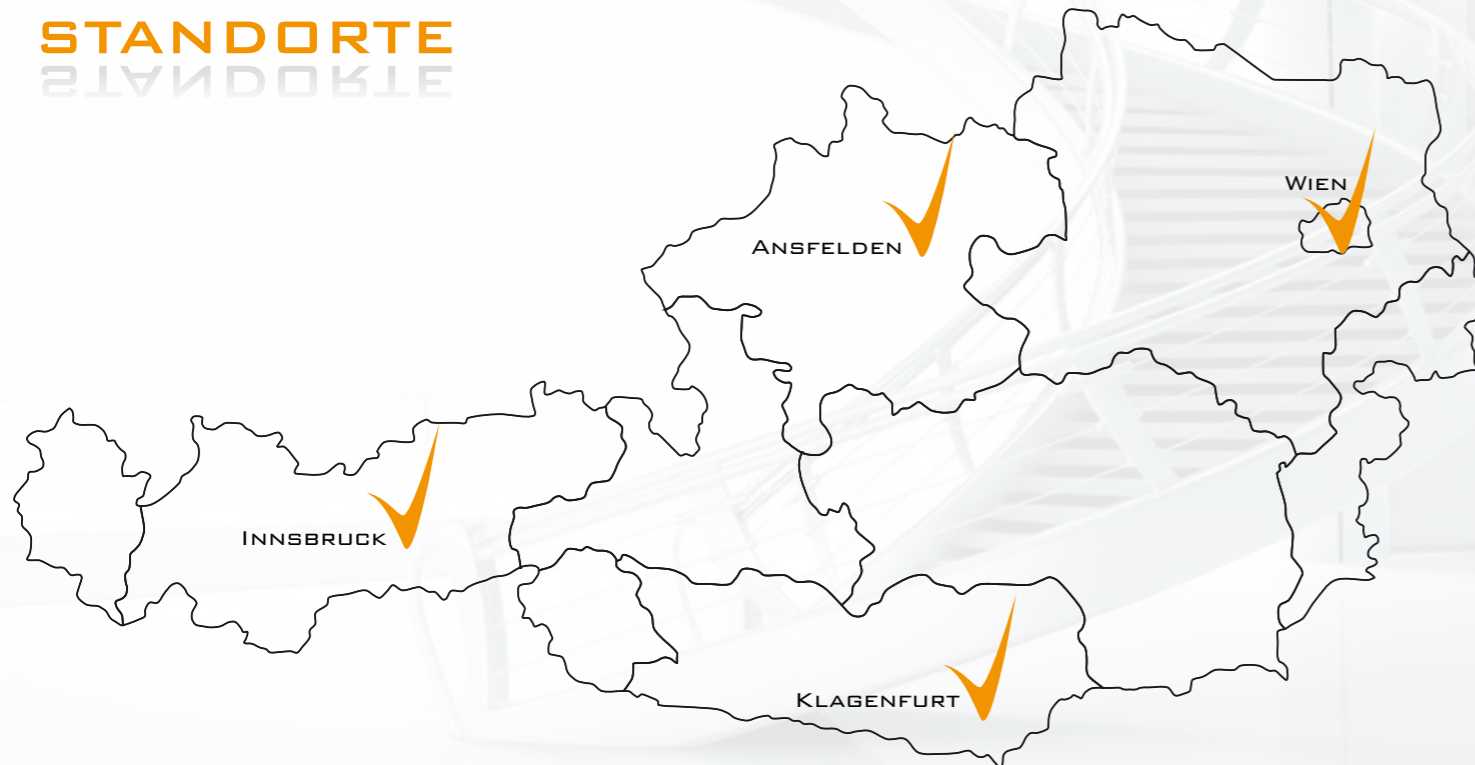 STANDORTE
WIEN
ANSFELDEN
INNSBRUCK
KLAGENFURT